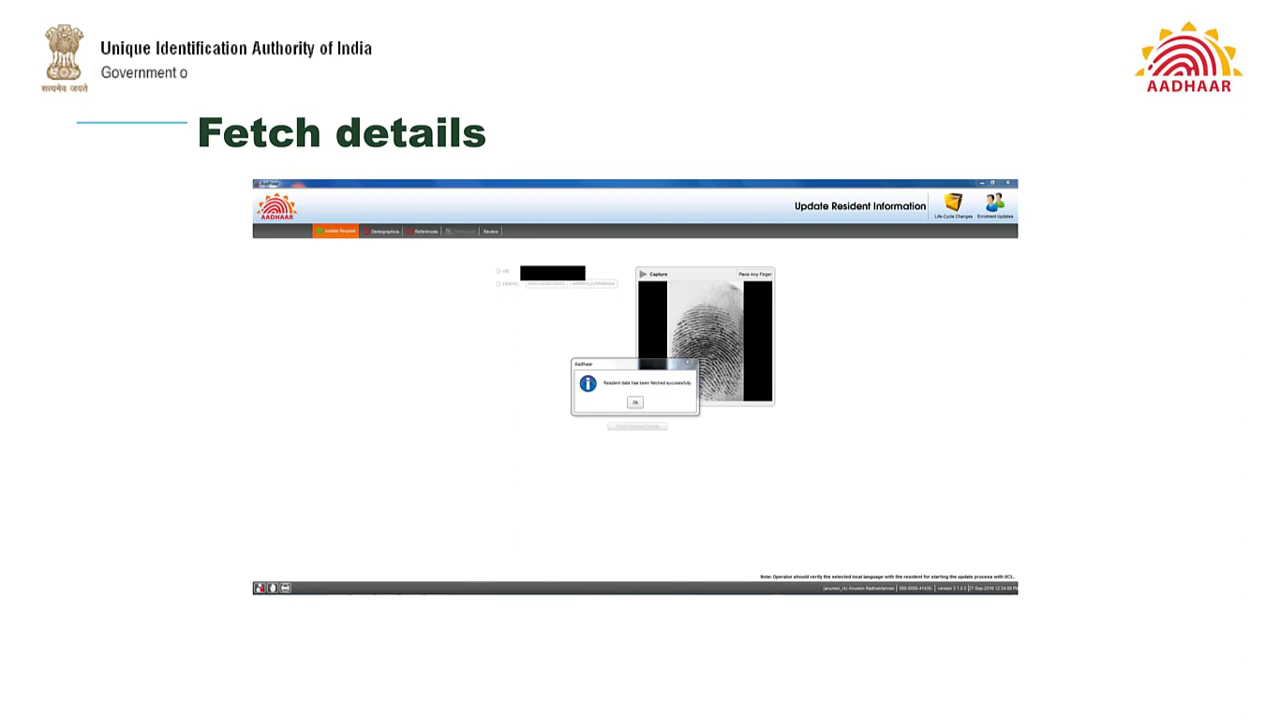 Unique Identification Authority of India
Government o
सत्यमेव जयते
AADHAAR
Fetch details
Aadhaar
AADHAAR
Update Resident Information
Life-Cycle Changes
Enrolment Updates
Update Request
Demographics
References
Review
Capture
Place Any Finger
Aadhaar
Resident data has been fetched successfully.
Ok
Note: Operator should verify the selected local language with the resident for starting the update process with UCL.